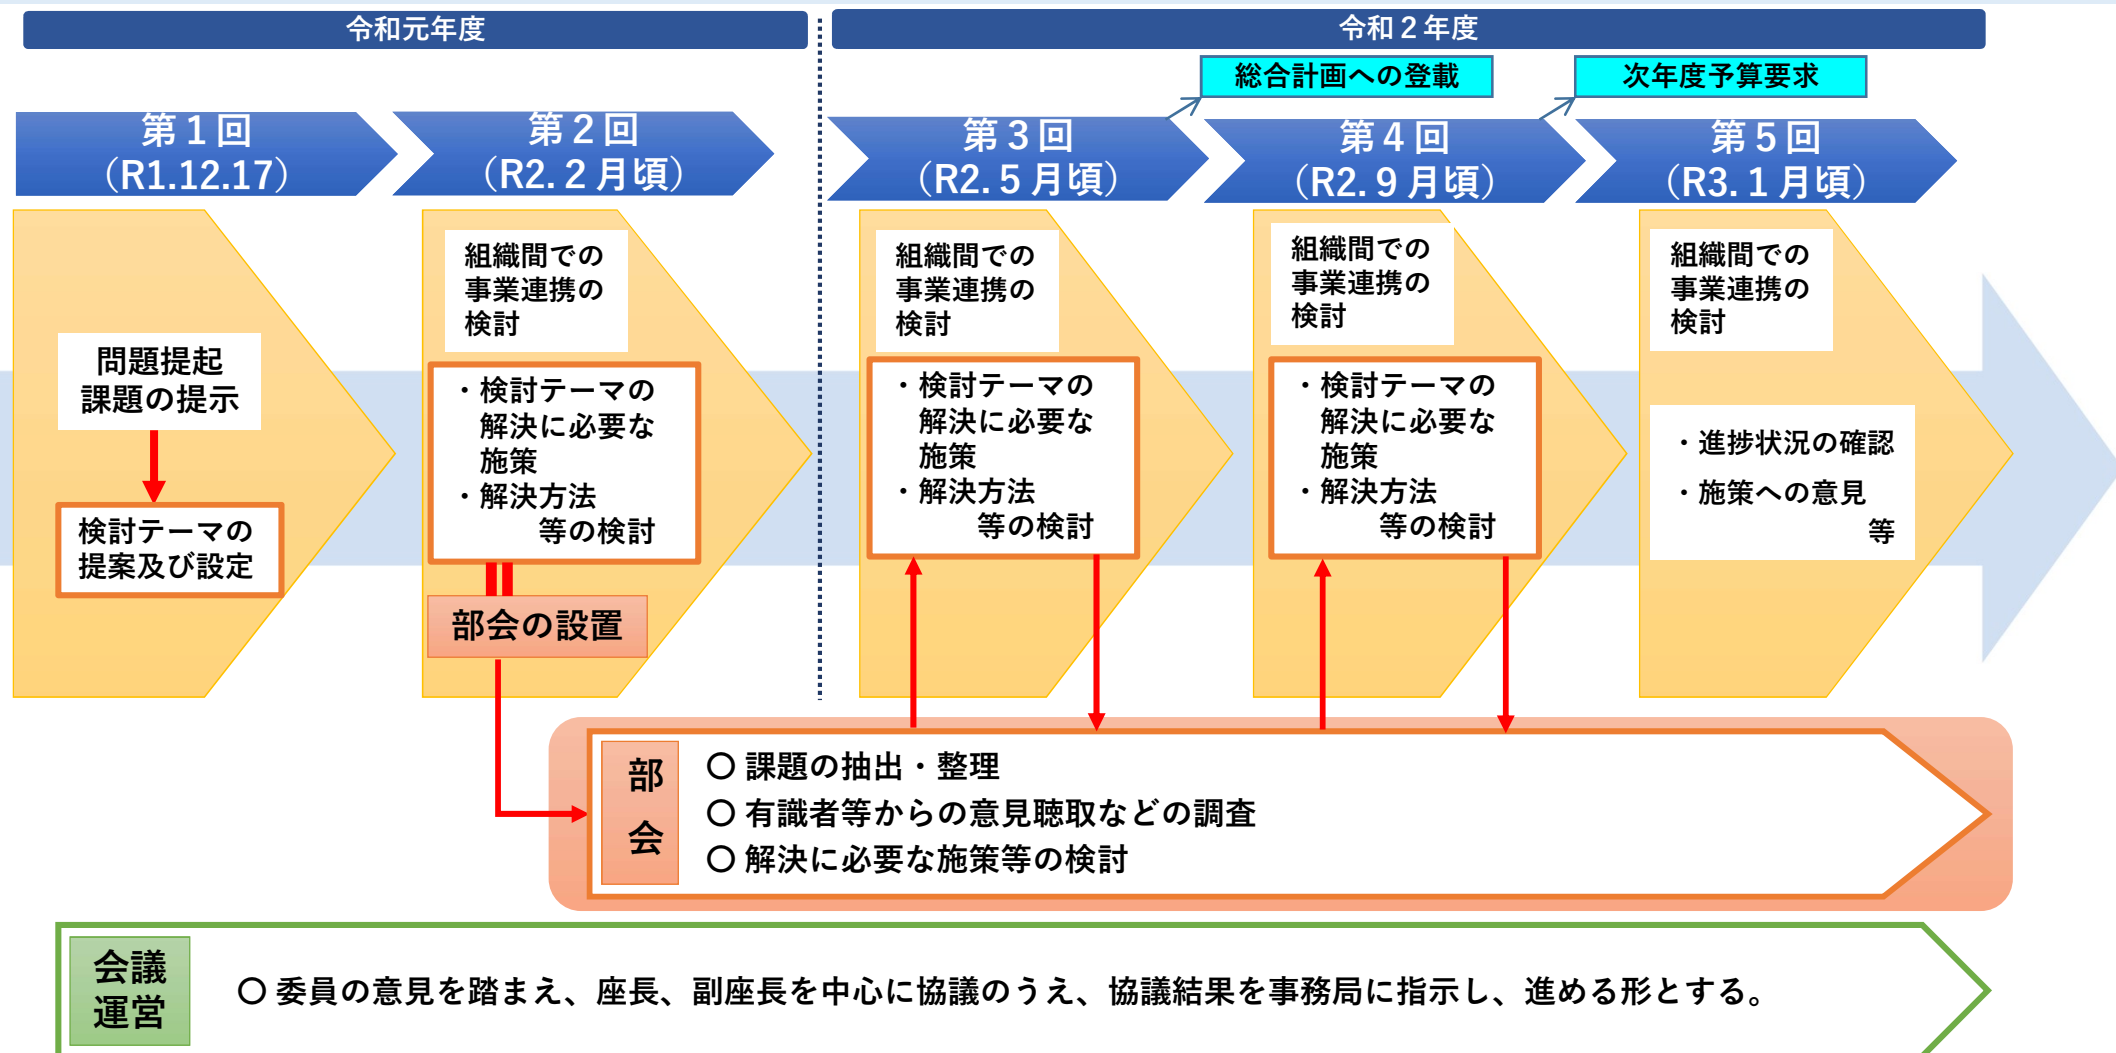 令和元年度
令和２年度
総合計画への登載
次年度予算要求
第１回
（R1.12.17）
第２回
（R2.２月頃）
第３回
（R2.５月頃）
第４回
（R2.９月頃）
第５回
（R3.１月頃）
問題提起
課題の提示
検討テーマの
提案及び設定
組織間での
事業連携の
検討
・検討テーマの
解決に必要な
施策
・解決方法
等の検討
部会の設置
組織間での
事業連携の
検討
・検討テーマの
解決に必要な
施策
・解決方法
等の検討
組織間での
事業連携の
検討
・検討テーマの
解決に必要な
施策
・解決方法
等の検討
組織間での
事業連携の
検討
・進捗状況の確認
・施策への意見
等
部
会
〇 課題の抽出・整理
〇 有識者等からの意見聴取などの調査
〇 解決に必要な施策等の検討
会議
運営
〇 委員の意見を踏まえ、座長、副座長を中心に協議のうえ、協議結果を事務局に指示し、進める形とする。